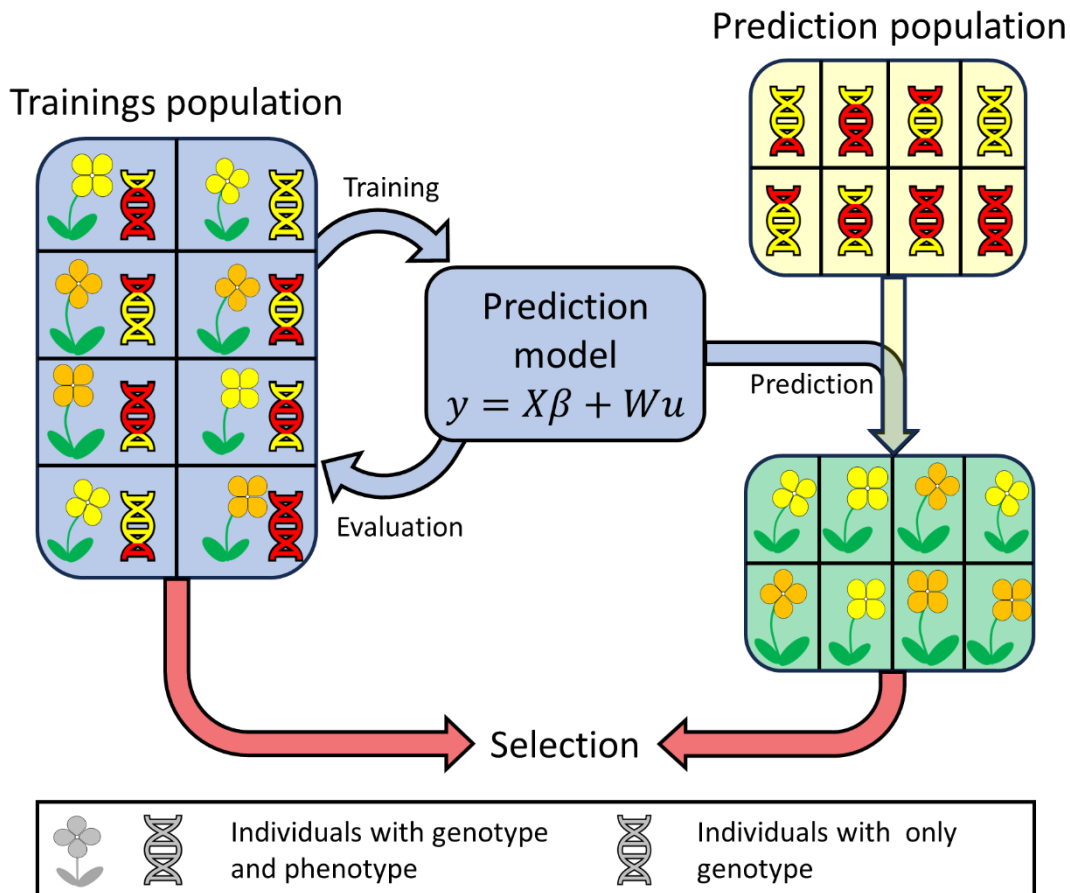 Prediction population
Trainings population
Training
Prediction
model
y = Xβ + Wu
Prediction
Evaluation
Selection
Individuals with genotype
and phenotype
Individuals with only
genotype